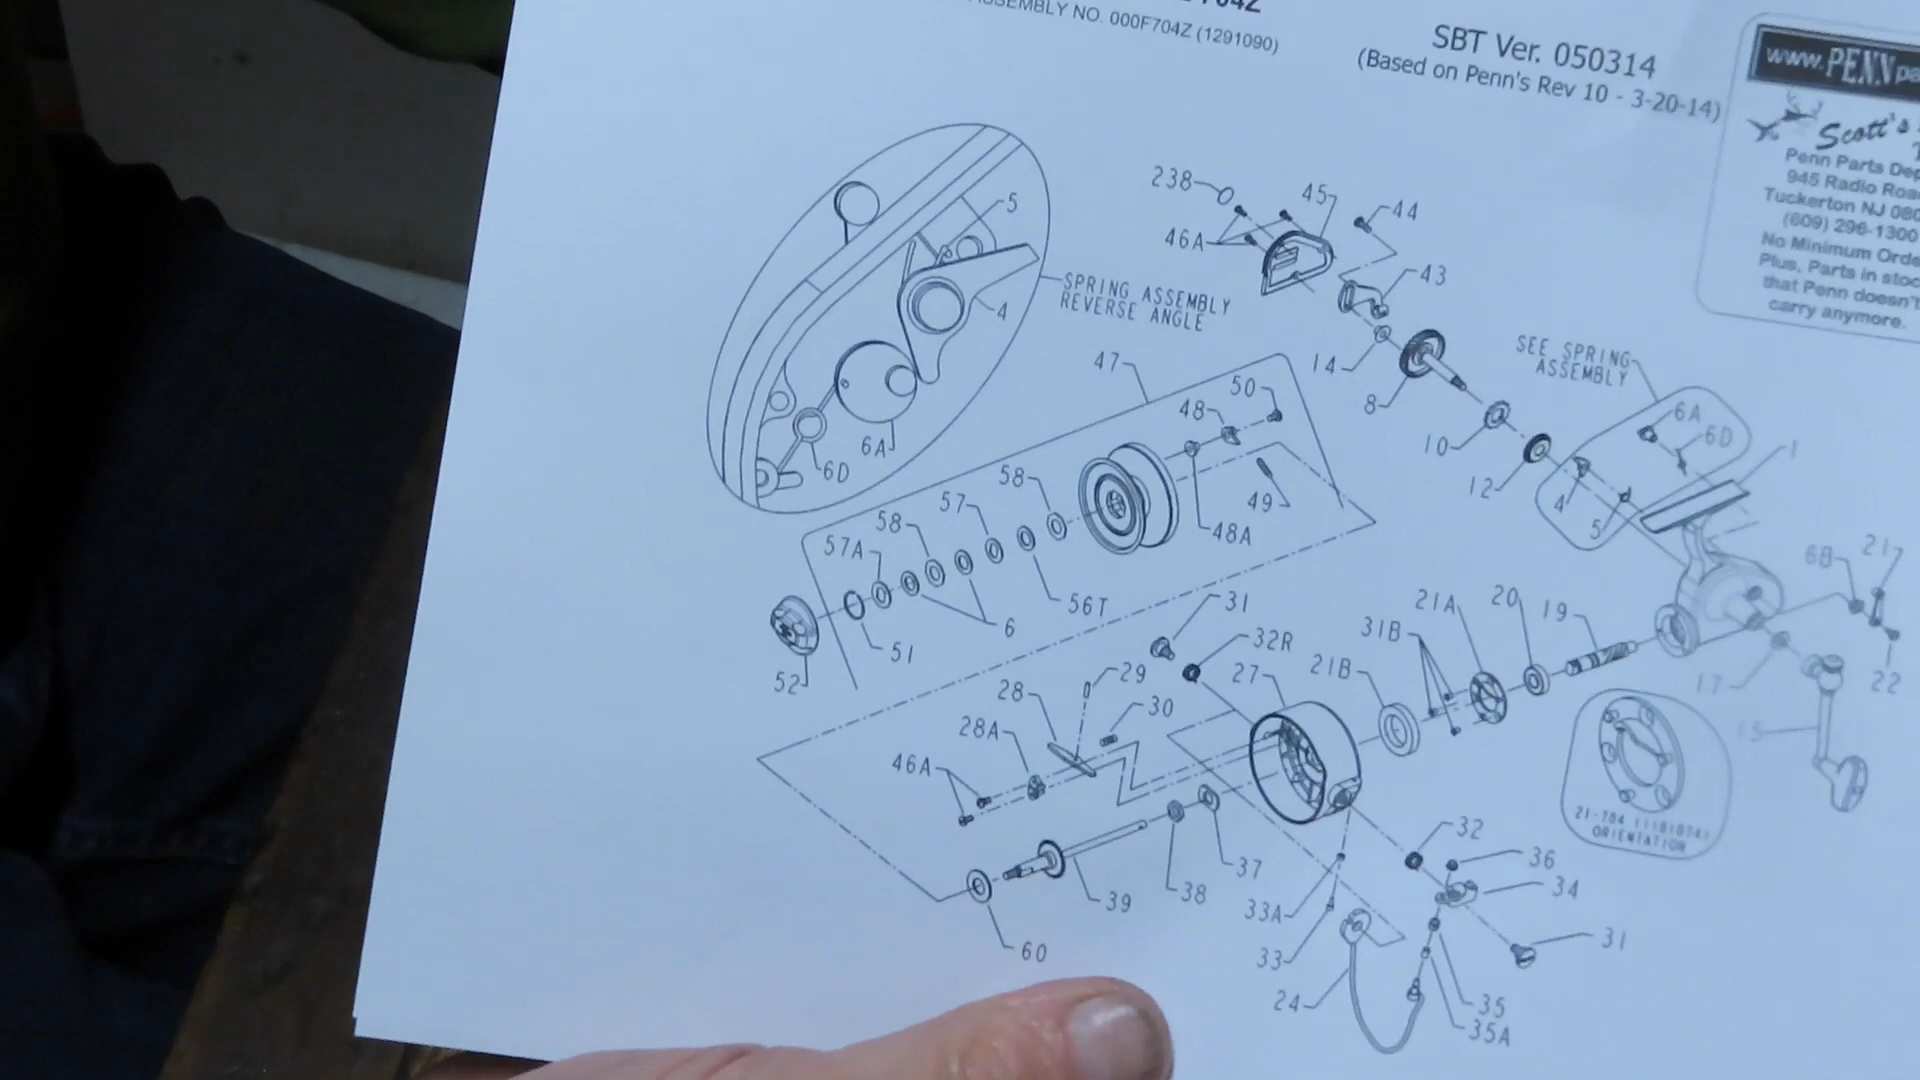 ASSEMBLY NO. 000F704Z (1291090)
SBT Ver. 050314
(Based on Penn's Rev 10 - 3-20-14)
www.PENN
Scott's
Penn Parts
945 Radio
Tuckerton NJ
(609) 296-1300
No Minimum
Plus, Parts in
that Penn doesn't
carry anymore.
238
45
44
46A
43
14
8
10
12
SPRING ASSEMBLY
REVERSE ANGLE
5
4
6A
6D
SEE SPRING
ASSEMBLY
6A
6D
1
4
5
47
50
48
49
48A
58
57
58
57A
56T
6
51
52
31
32R
27
21B
31B
21A
20
19
6B
21
22
17
15
29
28
30
28A
46A
39
38
37
60
33A
33
24
32
36
34
31
35
35A
ORIENTATION